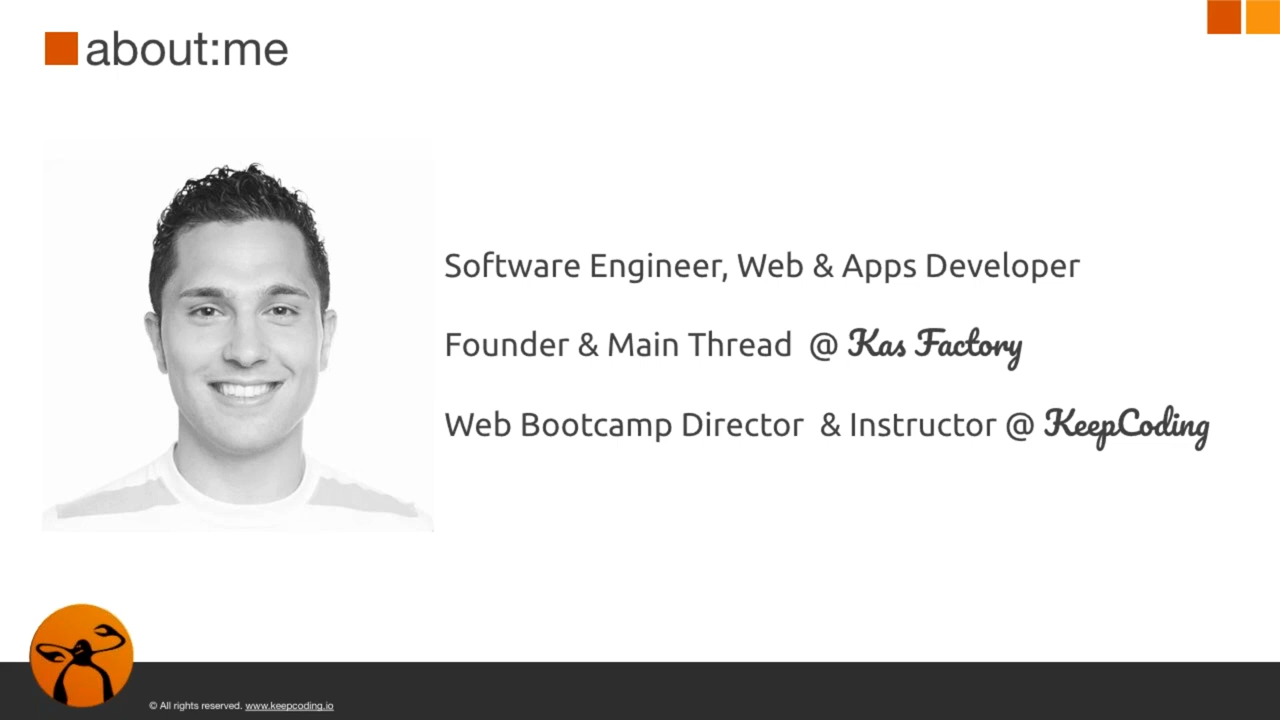 about:me
Software Engineer, Web & Apps Developer
Founder & Main Thread @ Kas Factory
Web Bootcamp Director & Instructor @ KeepCoding
© All rights reserved. www.keepcoding.io